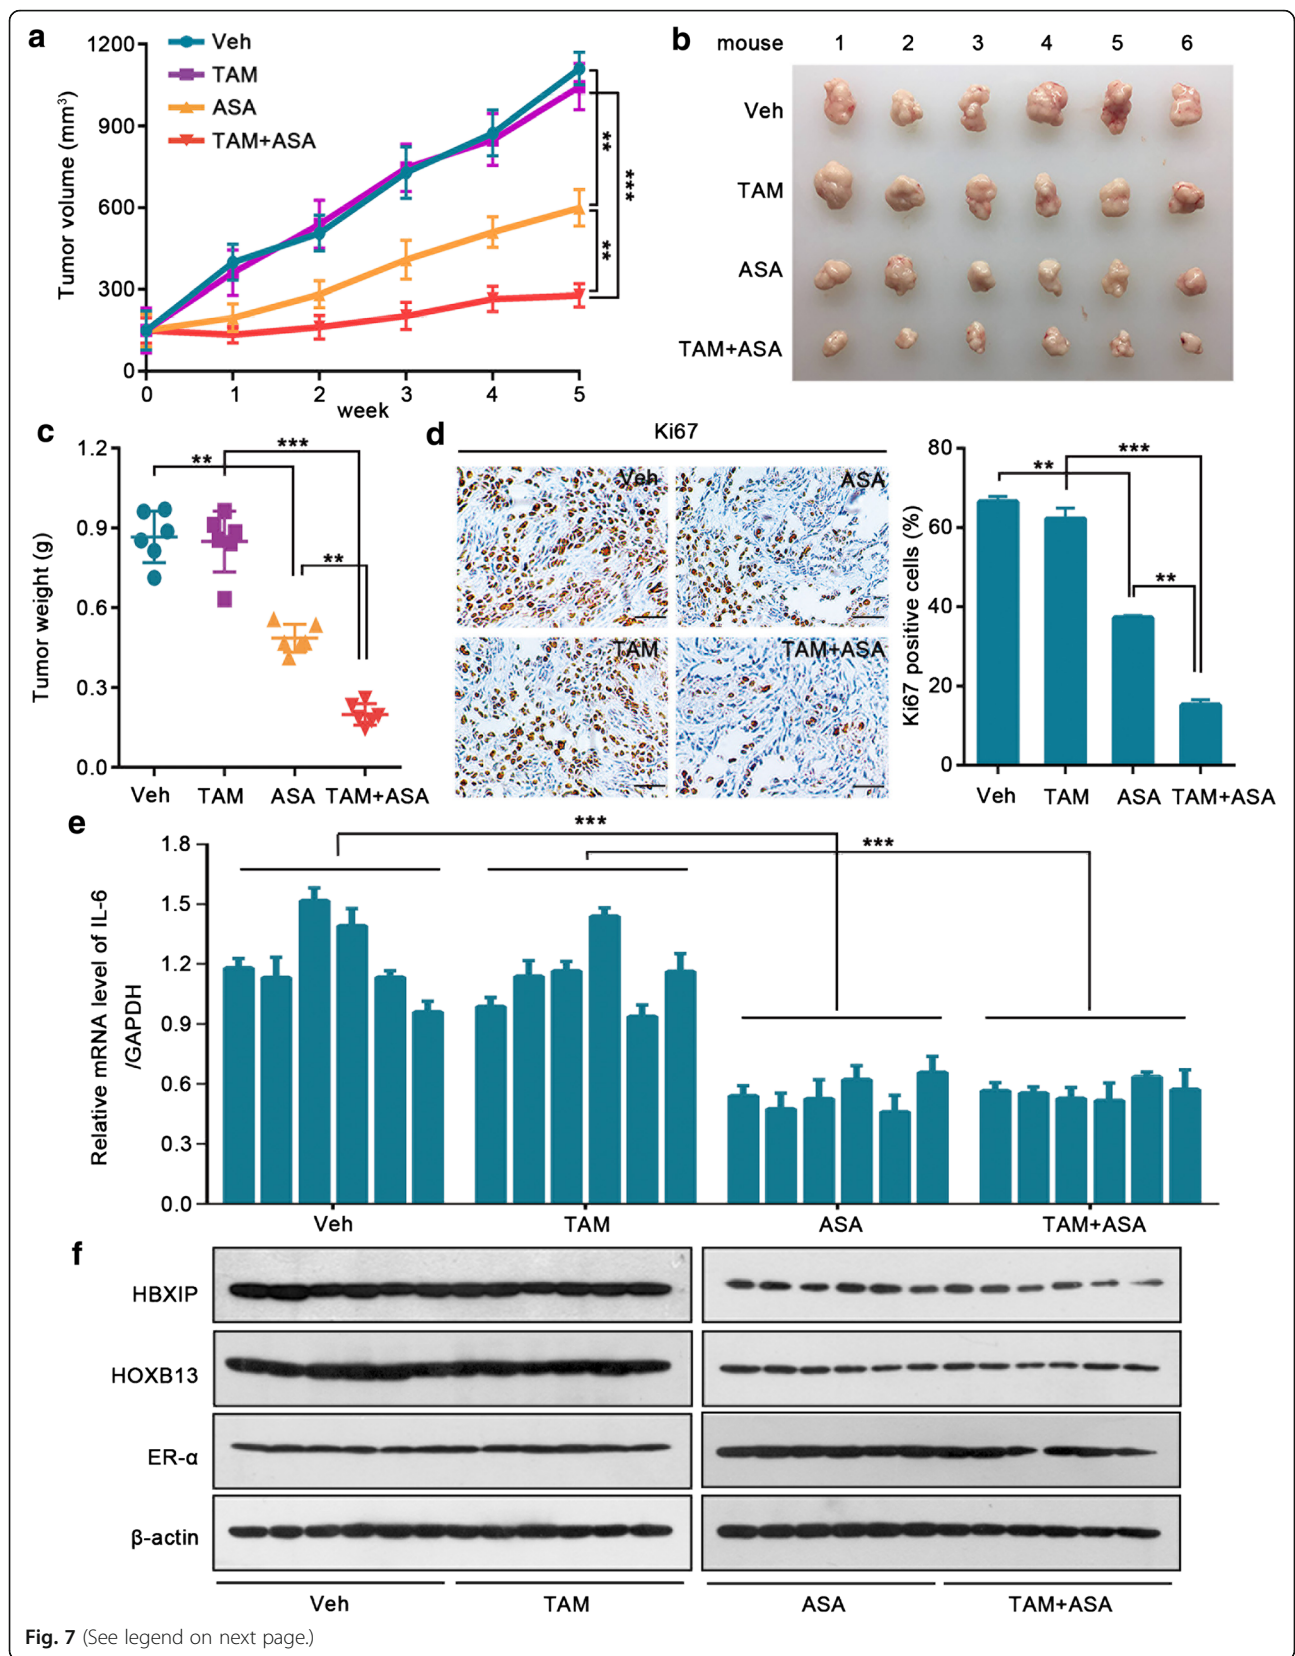 a
1200
900
600
300
0
Tumor volume (mm³)
Veh
TAM
ASA
TAM+ASA
**
***
**
0 1 2 3 4 5
week
b
mouse 1 2 3 4 5 6
Veh
TAM
ASA
TAM+ASA
c
1.2
0.9
0.6
0.3
0.0
Tumor weight (g)
**
***
**
Veh TAM ASA TAM+ASA
d
Ki67
Veh ASA
TAM TAM+ASA
80
60
40
20
0
Ki67 positive cells (%)
**
***
**
Veh TAM ASA TAM+ASA
e
1.8
1.5
1.2
0.9
0.6
0.3
0.0
Relative mRNA level of IL-6
/GAPDH
***
***
Veh TAM ASA TAM+ASA
f
HBXIP
HOXB13
ER-α
β-actin
Veh TAM ASA TAM+ASA
Fig. 7 (See legend on next page.)